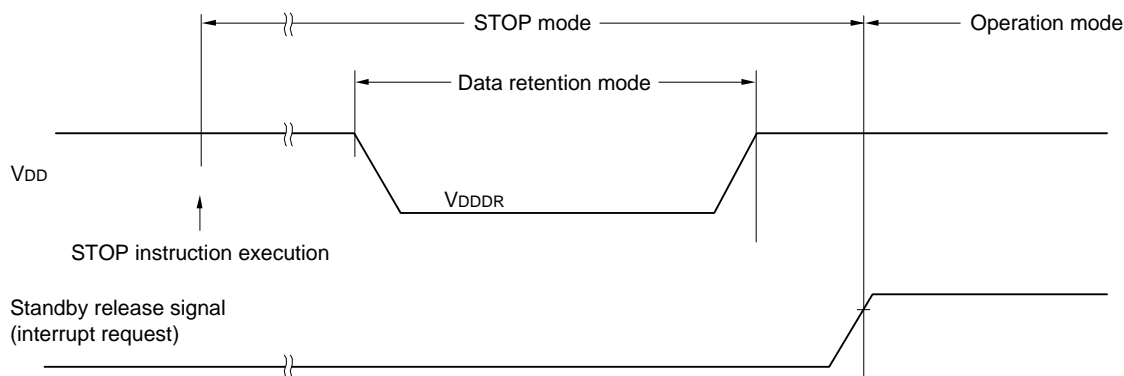 STOP mode
Operation mode
Data retention mode
VDD
VDDDR
STOP instruction execution
Standby release signal
(interrupt request)